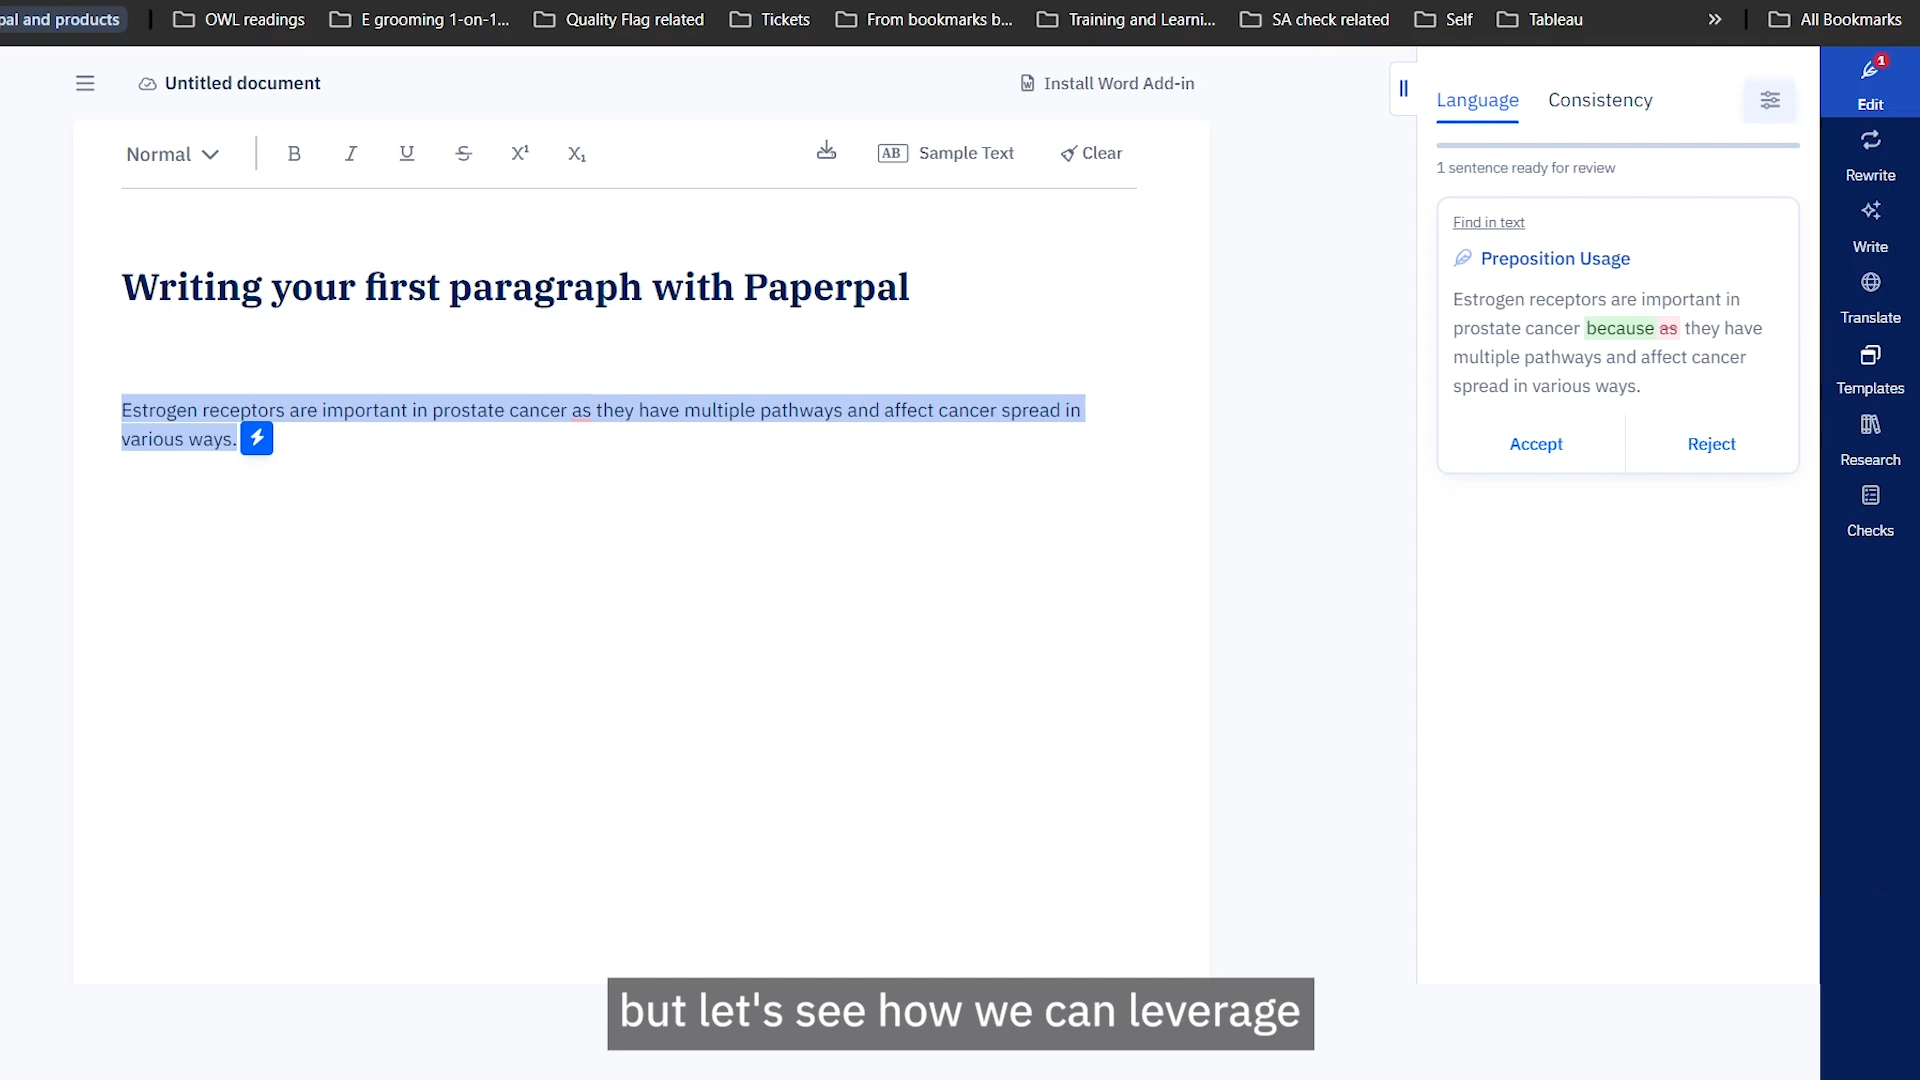 pal and products
OWL readings
E grooming 1-on-1...
Quality Flag related
Tickets
From bookmarks b...
Training and Learni...
SA check related
Self
Tableau
»
All Bookmarks
Untitled document
Install Word Add-in
Normal
B
I
U
S
X¹
X₁
AB Sample Text
Clear
Writing your first paragraph with Paperpal
Estrogen receptors are important in prostate cancer as they have multiple pathways and affect cancer spread in
various ways.
Language
Consistency
1 sentence ready for review
Find in text
Preposition Usage
Estrogen receptors are important in
prostate cancer because as they have
multiple pathways and affect cancer
spread in various ways.
Accept
Reject
1
Edit
Rewrite
Write
Translate
Templates
Research
Checks
but let's see how we can leverage